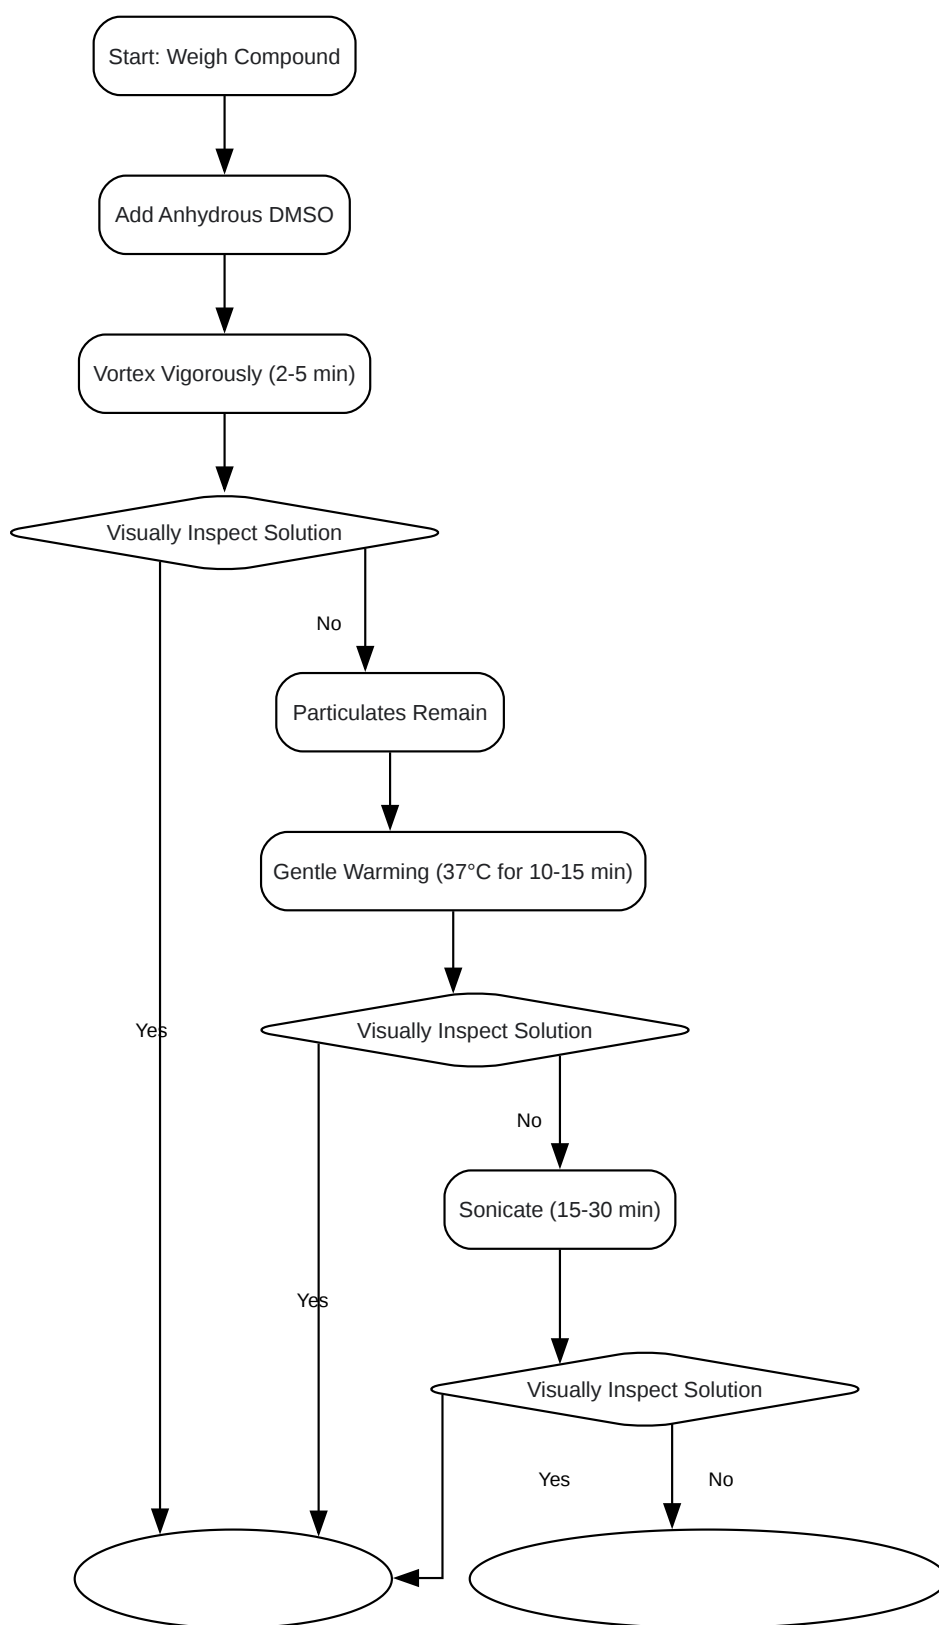 Start: Weigh Compound
Add Anhydrous DMSO
Vortex Vigorously (2-5 min)
Visually Inspect Solution
No
Particulates Remain
Gentle Warming (37°C for 10-15 min)
Yes
Visually Inspect Solution
No
Sonicate (15-30 min)
Yes
Visually Inspect Solution
Yes
No